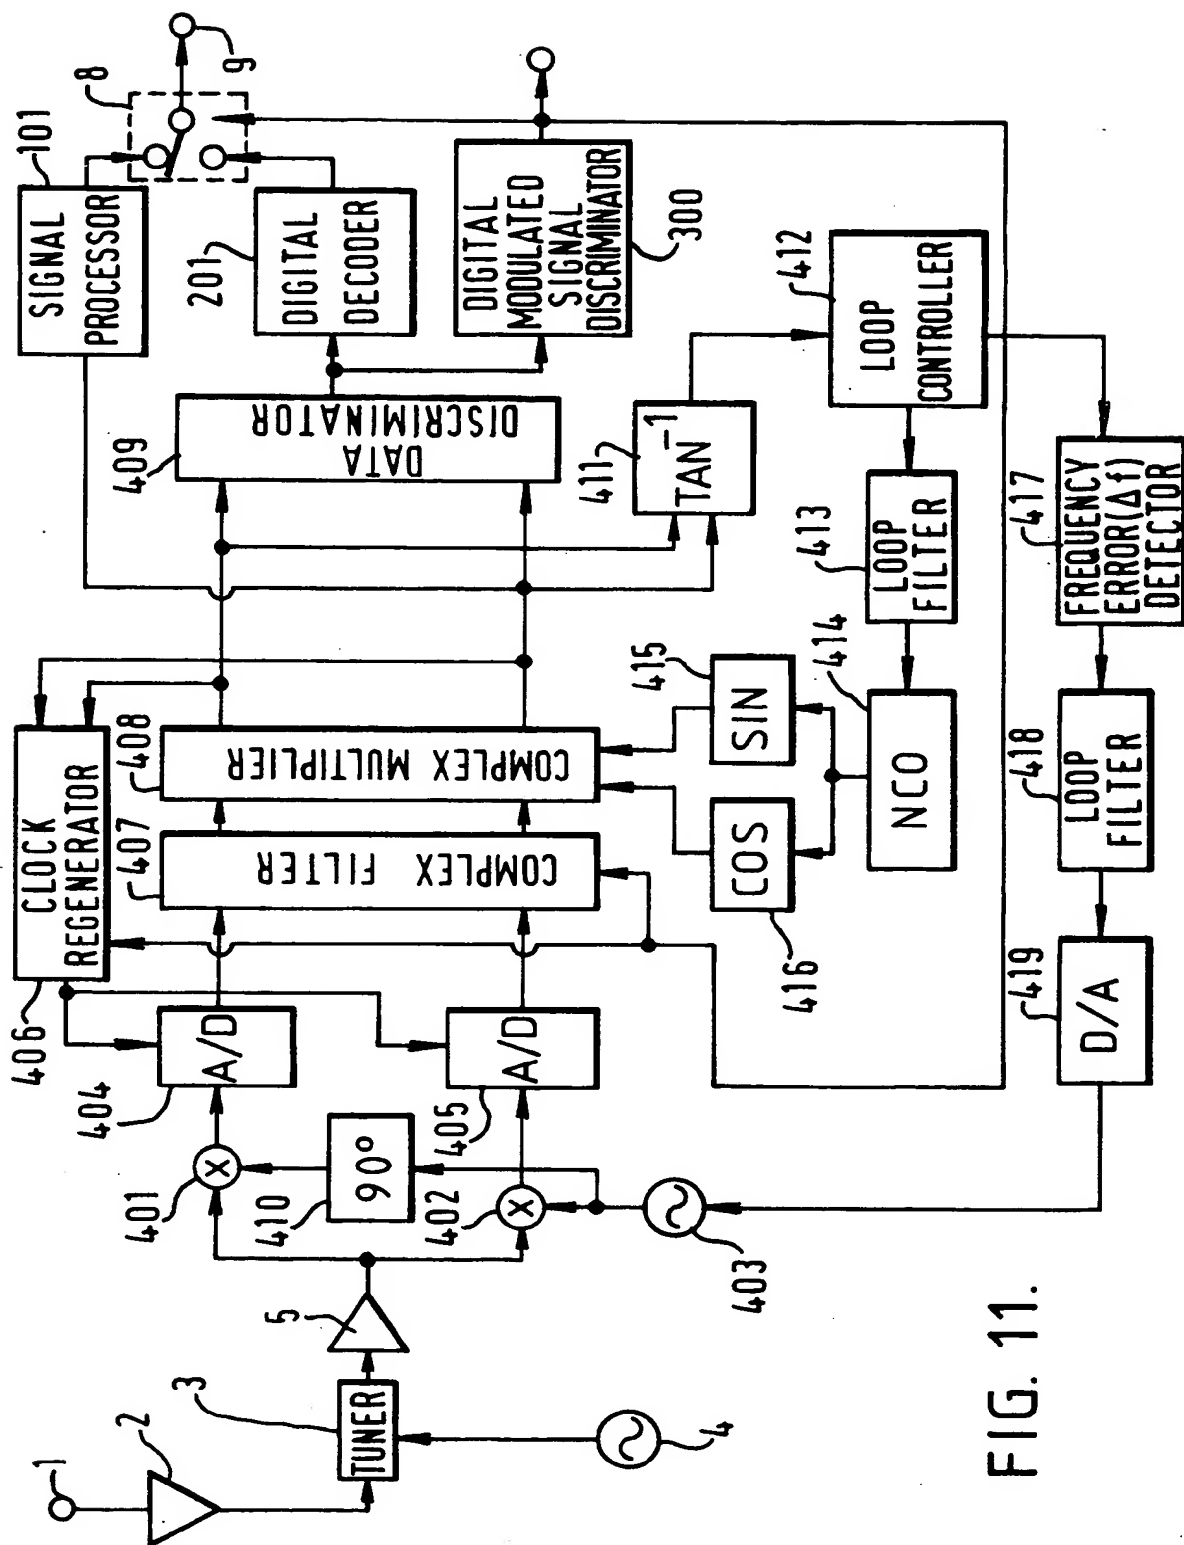 1
2
3
TUNER
4
5
401
90°
410
402
403
404
A/D
405
A/D
406
CLOCK
REGENERATOR
407
COMPLEX FILTER
408
COMPLEX MULTIPLIER
416
COS
415
SIN
414
NCO
413
LOOP
FILTER
412
LOOP
CONTROLLER
411
TAN⁻¹
409
DATA
DISCRIMINATOR
101
SIGNAL
PROCESSOR
201
DIGITAL
DECODER
DIGITAL
MODULATED
SIGNAL
DISCRIMINATOR
300
8
9
417
FREQUENCY
ERROR(Δf)
DETECTOR
418
LOOP
FILTER
419
D/A
FIG. 11.